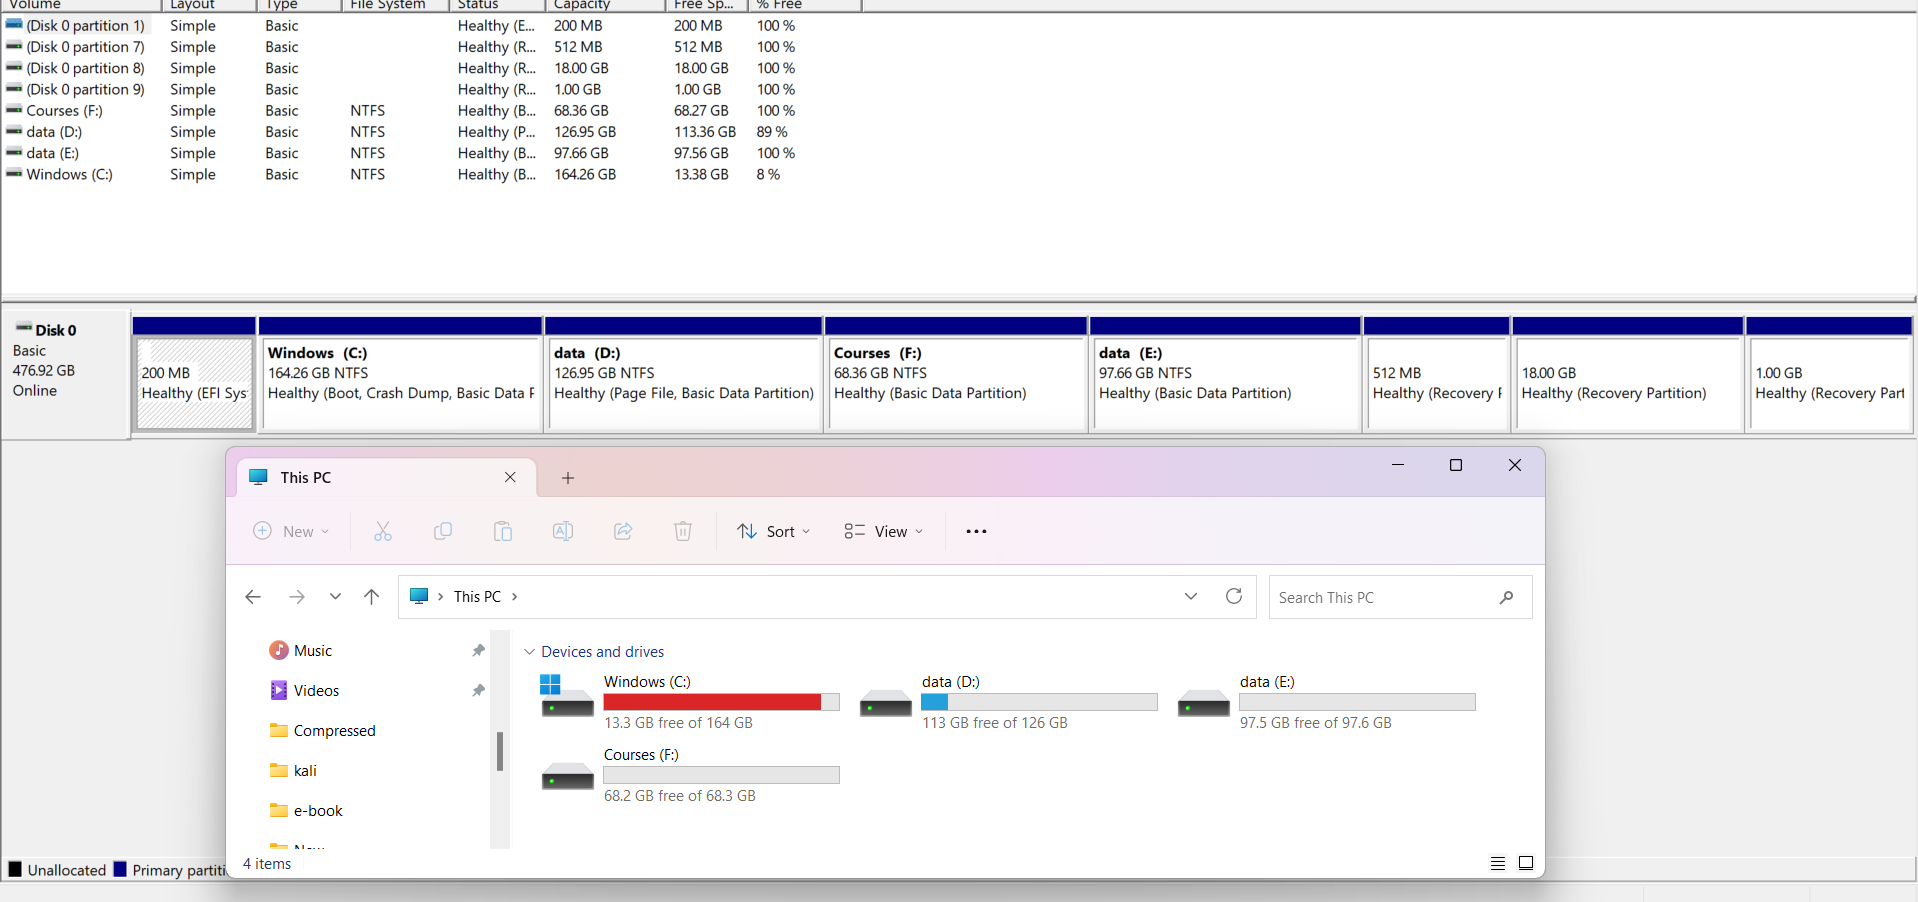 Volume Layout Type File System Status Capacity Free Sp... % Free
(Disk 0 partition 1) Simple Basic Healthy (E... 200 MB 200 MB 100 %
(Disk 0 partition 7) Simple Basic Healthy (R... 512 MB 512 MB 100 %
(Disk 0 partition 8) Simple Basic Healthy (R... 18.00 GB 18.00 GB 100 %
(Disk 0 partition 9) Simple Basic Healthy (R... 1.00 GB 1.00 GB 100 %
Courses (F:) Simple Basic NTFS Healthy (B... 68.36 GB 68.27 GB 100 %
data (D:) Simple Basic NTFS Healthy (P... 126.95 GB 113.36 GB 89 %
data (E:) Simple Basic NTFS Healthy (B... 97.66 GB 97.56 GB 100 %
Windows (C:) Simple Basic NTFS Healthy (B... 164.26 GB 13.38 GB 8 %
Disk 0
Basic
476.92 GB
Online
200 MB
Healthy (EFI Sys
Windows (C:)
164.26 GB NTFS
Healthy (Boot, Crash Dump, Basic Data P
data (D:)
126.95 GB NTFS
Healthy (Page File, Basic Data Partition)
Courses (F:)
68.36 GB NTFS
Healthy (Basic Data Partition)
data (E:)
97.66 GB NTFS
Healthy (Basic Data Partition)
512 MB
Healthy (Recovery P
18.00 GB
Healthy (Recovery Partition)
1.00 GB
Healthy (Recovery Part
This PC
New Sort View
This PC
Search This PC
Music
Videos
Compressed
kali
e-book
Devices and drives
Windows (C:)
13.3 GB free of 164 GB
data (D:)
113 GB free of 126 GB
data (E:)
97.5 GB free of 97.6 GB
Courses (F:)
68.2 GB free of 68.3 GB
4 items
Unallocated Primary partiti